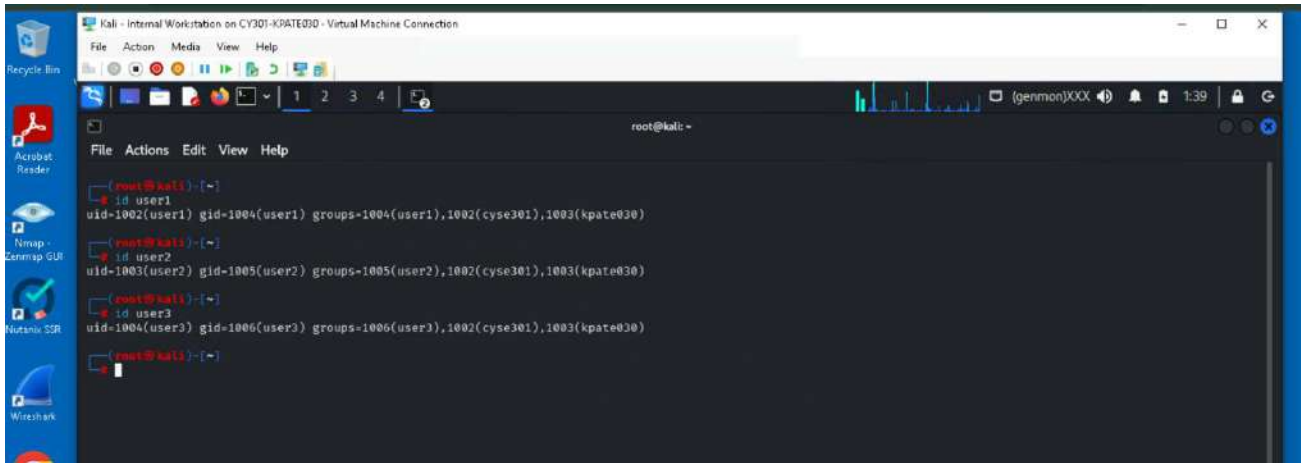 Kali - Internal Workstation on CY301-KPATE030 - Virtual Machine Connection
File Action Media View Help
Recycle Bin
1 2 3 4
(genmon)XXX
1:39
root@kali: ~
Acrobat
Reader
File Actions Edit View Help
(root㉿kali)-[~]
# id user1
uid=1002(user1) gid=1004(user1) groups=1004(user1),1002(cyse301),1003(kpate030)
(root㉿kali)-[~]
# id user2
uid=1003(user2) gid=1005(user2) groups=1005(user2),1002(cyse301),1003(kpate030)
Nmap -
Zenmap GUI
(root㉿kali)-[~]
# id user3
uid=1004(user3) gid=1006(user3) groups=1006(user3),1002(cyse301),1003(kpate030)
Nutanix SSR
(root㉿kali)-[~]
#
Wireshark